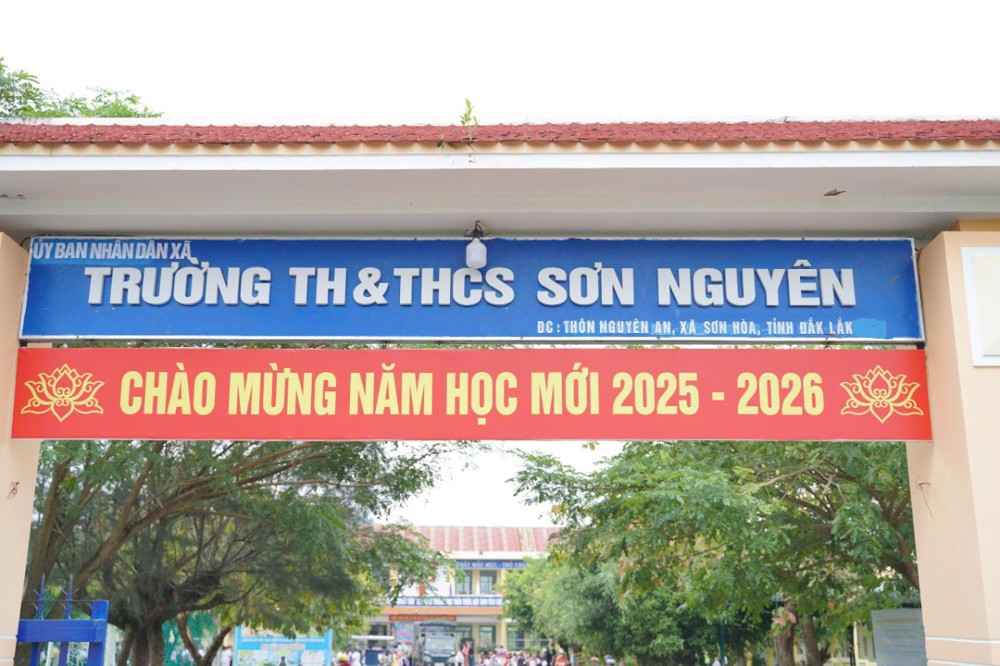 ỦY BAN NHÂN DÂN XÃ
TRƯỜNG TH & THCS SƠN NGUYÊN
ĐC : THÔN NGUYÊN AN, XÃ SƠN HÒA, TỈNH ĐẮK LẮK
CHÀO MỪNG NĂM HỌC MỚI 2025 - 2026